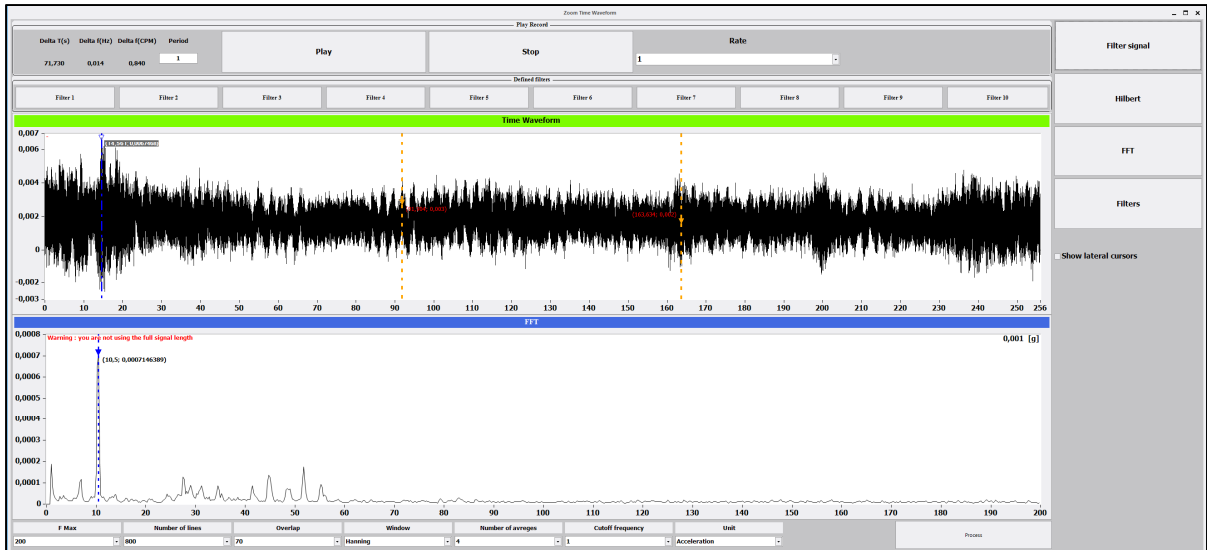 Zoom Time Waveform
Play Record
Delta T(s) Delta f(Hz) Delta f(CPM) Period
71,730 0,014 0,840 1
Play
Stop
Rate
1
Filter signal
Defined filters
Filter 1 Filter 2 Filter 3 Filter 4 Filter 5 Filter 6 Filter 7 Filter 8 Filter 9 Filter 10
Hilbert
FFT
Filters
Show lateral cursors
Time Waveform
0,007
0,006
0,004
0,002
0
-0,002
-0,003
0 10 20 30 40 50 60 70 80 90 100 110 120 130 140 150 160 170 180 190 200 210 220 230 240 250 256
FFT
Warning : you are not using the full signal length
0,001 [g]
(10,5; 0,0007146389)
0,0008
0,0007
0,0006
0,0005
0,0004
0,0003
0,0002
0,0001
0
0 10 20 30 40 50 60 70 80 90 100 110 120 130 140 150 160 170 180 190 200
F Max Number of lines Overlap Window Number of avreges Cutoff frequency Unit
200 800 70 Hanning 4 1 Acceleration
Process